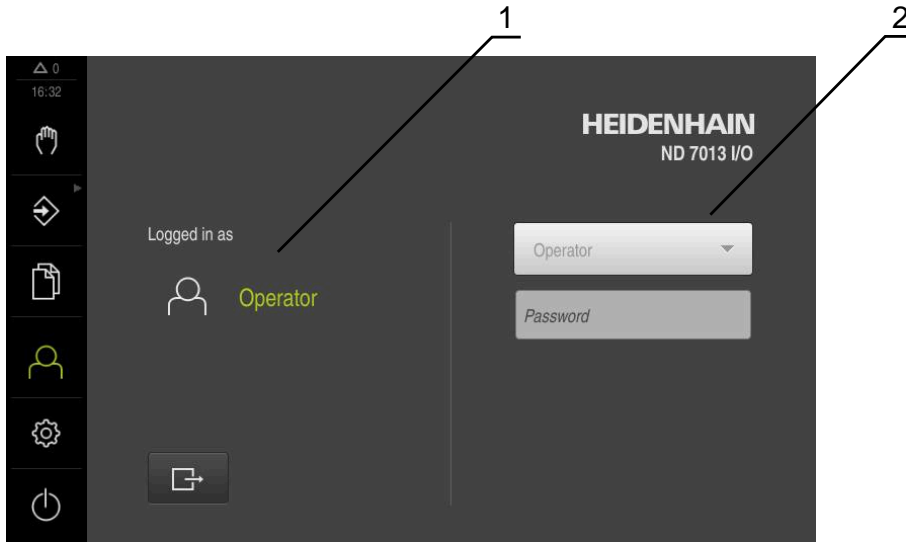 1
2
0
16:32
HEIDENHAIN
ND 7013 I/O
Logged in as
Operator
Operator
Password